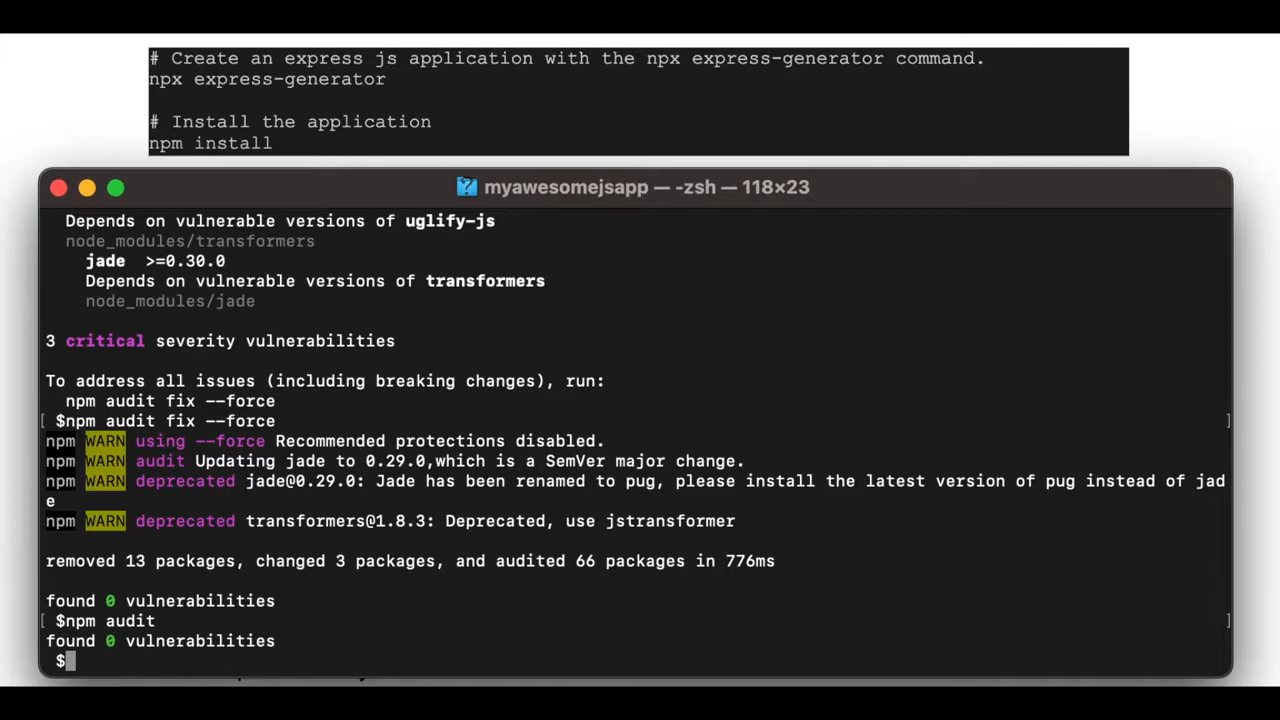 # Create an express js application with the npx express-generator command.
npx express-generator
# Install the application
npm install
myawesomejsapp — -zsh — 118×23
Depends on vulnerable versions of uglify-js
node_modules/transformers
jade >=0.30.0
Depends on vulnerable versions of transformers
node_modules/jade
3 critical severity vulnerabilities
To address all issues (including breaking changes), run:
npm audit fix --force
[ $npm audit fix --force ]
npm WARN using --force Recommended protections disabled.
npm WARN audit Updating jade to 0.29.0,which is a SemVer major change.
npm WARN deprecated jade@0.29.0: Jade has been renamed to pug, please install the latest version of pug instead of jad
e
npm WARN deprecated transformers@1.8.3: Deprecated, use jstransformer
removed 13 packages, changed 3 packages, and audited 66 packages in 776ms
found 0 vulnerabilities
[ $npm audit ]
found 0 vulnerabilities
$